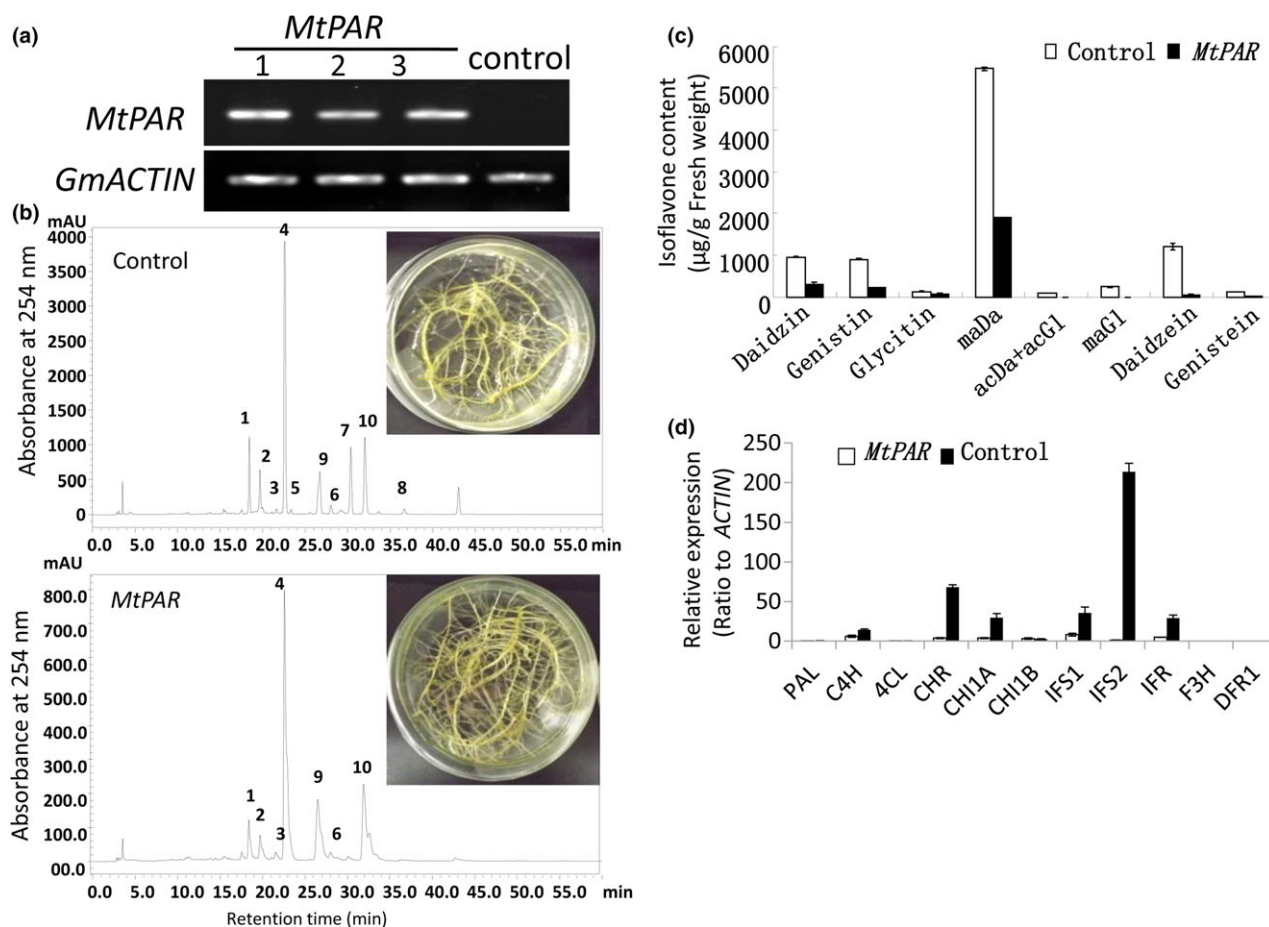 (a)
MtPAR
1 2 3 control
MtPAR
GmACTIN
(b)
mAU
4000
3500
3000
2500
2000
1500
1000
500
0
Absorbance at 254 nm
Control
1 2 3 4 5 9 6 7 10 8
0.0 5.0 10.0 15.0 20.0 25.0 30.0 35.0 40.0 45.0 50.0 55.0 min
mAU
800.0
700.0
600.0
500.0
400.0
300.0
200.0
100.0
00.0
Absorbance at 254 nm
MtPAR
1 2 3 4 9 6 10
0.0 5.0 10.0 15.0 20.0 25.0 30.0 35.0 40.0 45.0 50.0 55.0 min
Retention time (min)
(c)
Isoflavone content
(µg/g Fresh weight)
6000
5000
4000
3000
2000
1000
0
Control MtPAR
Daidzin Genistin Glycitin maDa acDa+acGl maGl Daidzein Genistein
(d)
Relative expression
(Ratio to ACTIN)
250
200
150
100
50
0
MtPAR Control
PAL C4H 4CL CHR CHI1A CHI1B IFS1 IFS2 IFR F3H DFR1